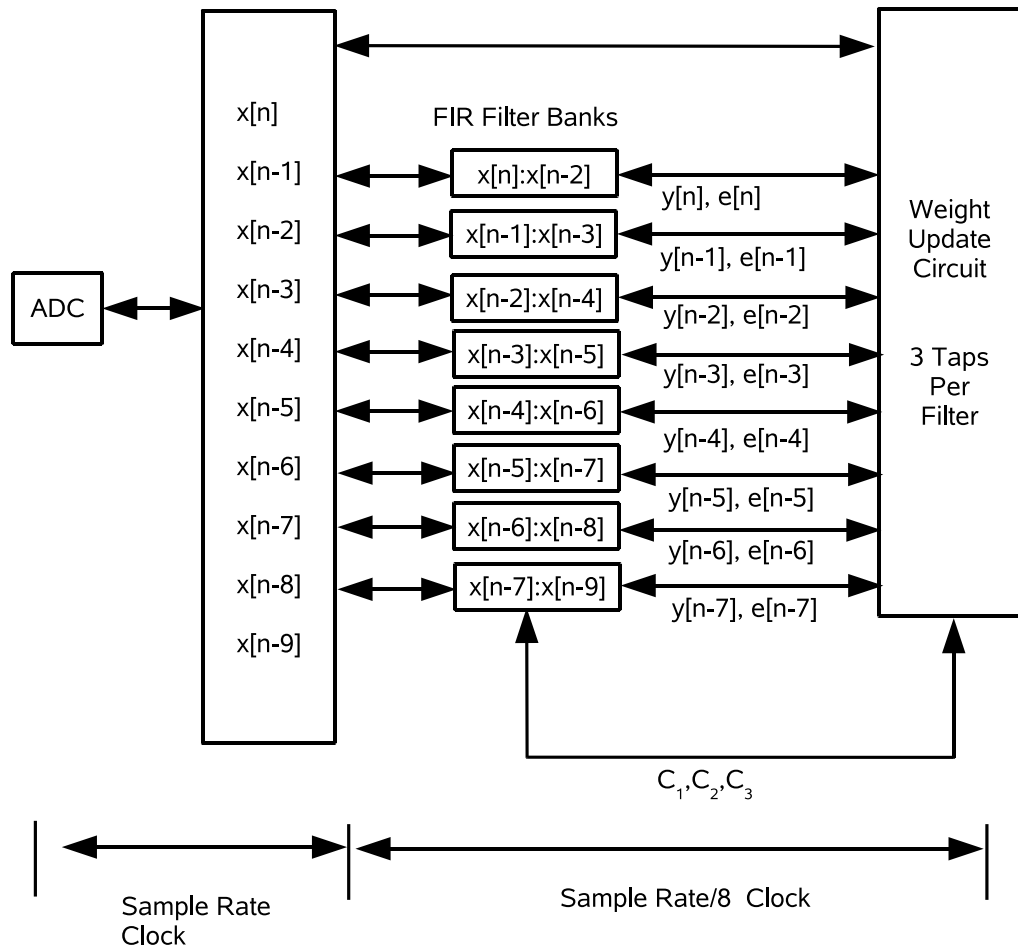 x[n]
x[n-1]
x[n-2]
x[n-3]
x[n-4]
x[n-5]
x[n-6]
x[n-7]
x[n-8]
x[n-9]
ADC
FIR Filter Banks
x[n]:x[n-2]
x[n-1]:x[n-3]
x[n-2]:x[n-4]
x[n-3]:x[n-5]
x[n-4]:x[n-6]
x[n-5]:x[n-7]
x[n-6]:x[n-8]
x[n-7]:x[n-9]
y[n], e[n]
y[n-1], e[n-1]
y[n-2], e[n-2]
y[n-3], e[n-3]
y[n-4], e[n-4]
y[n-5], e[n-5]
y[n-6], e[n-6]
y[n-7], e[n-7]
Weight
Update
Circuit
3 Taps
Per
Filter
C₁,C₂,C₃
Sample Rate
Clock
Sample Rate/8 Clock